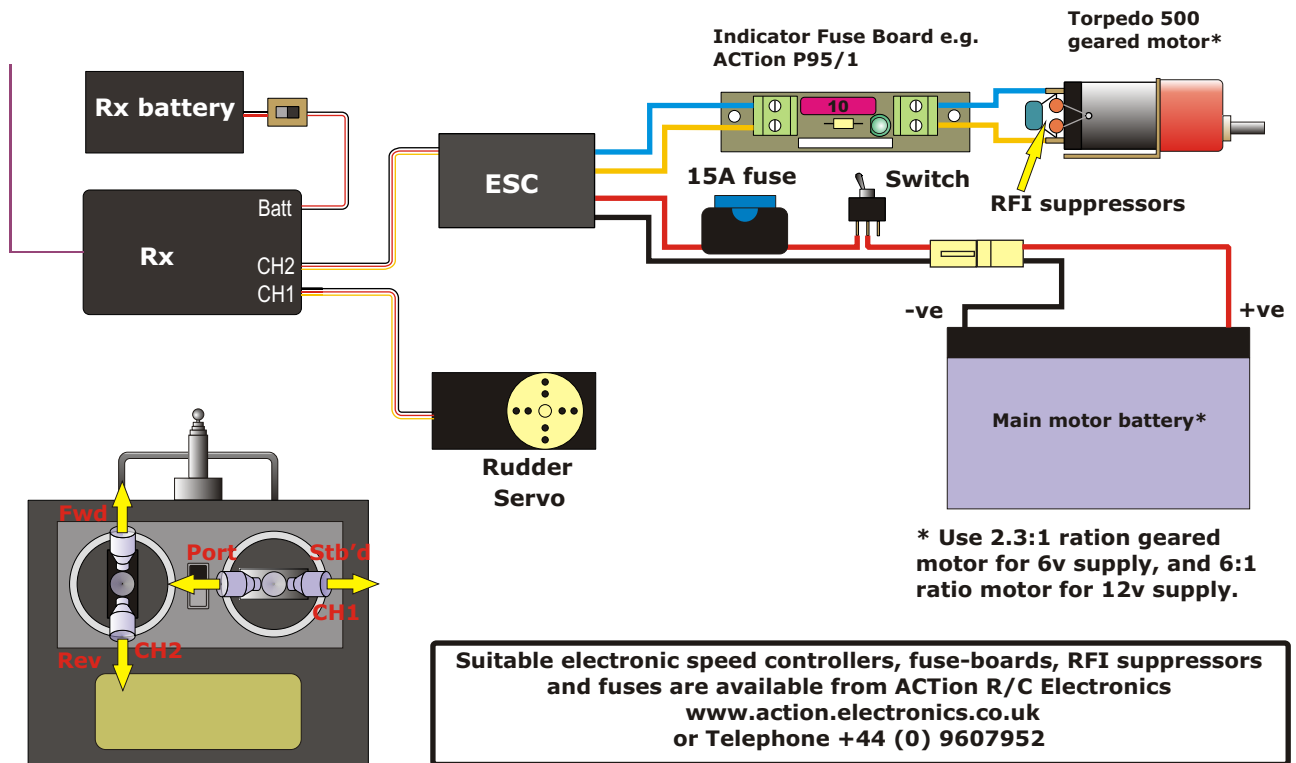 Indicator Fuse Board e.g.
ACTion P95/1
Torpedo 500
geared motor*
Rx battery
10
ESC
15A fuse
Switch
RFI suppressors
Batt
Rx
CH2
CH1
-ve
+ve
Main motor battery*
Rudder
Servo
Fwd
Port
Stb'd
CH1
Rev
CH2
* Use 2.3:1 ration geared
motor for 6v supply, and 6:1
ratio motor for 12v supply.
Suitable electronic speed controllers, fuse-boards, RFI suppressors
and fuses are available from ACTion R/C Electronics
www.action.electronics.co.uk
or Telephone +44 (0) 9607952